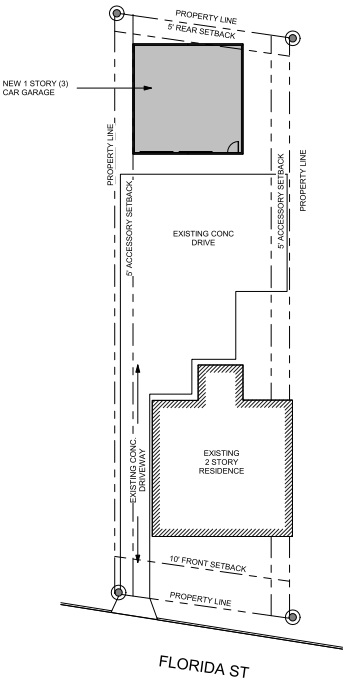 PROPERTY LINE
5' REAR SETBACK
NEW 1 STORY (3)
CAR GARAGE
PROPERTY LINE
PROPERTY LINE
5' ACCESSORY SETBACK
5' ACCESSORY SETBACK
EXISTING CONC
DRIVE
EXISTING CONC.
DRIVEWAY
EXISTING
2 STORY
RESIDENCE
10' FRONT SETBACK
PROPERTY LINE
FLORIDA ST